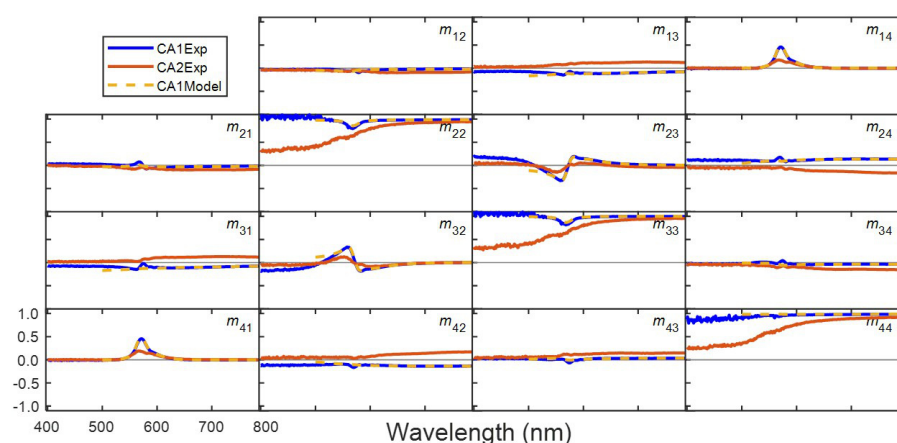 m12
m13
m14
CA1Exp
CA2Exp
CA1Model
m21
m22
m23
m24
m31
m32
m33
m34
1.0
0.5
0.0
-0.5
-1.0
m41
m42
m43
m44
400 500 600 700 800
Wavelength (nm)